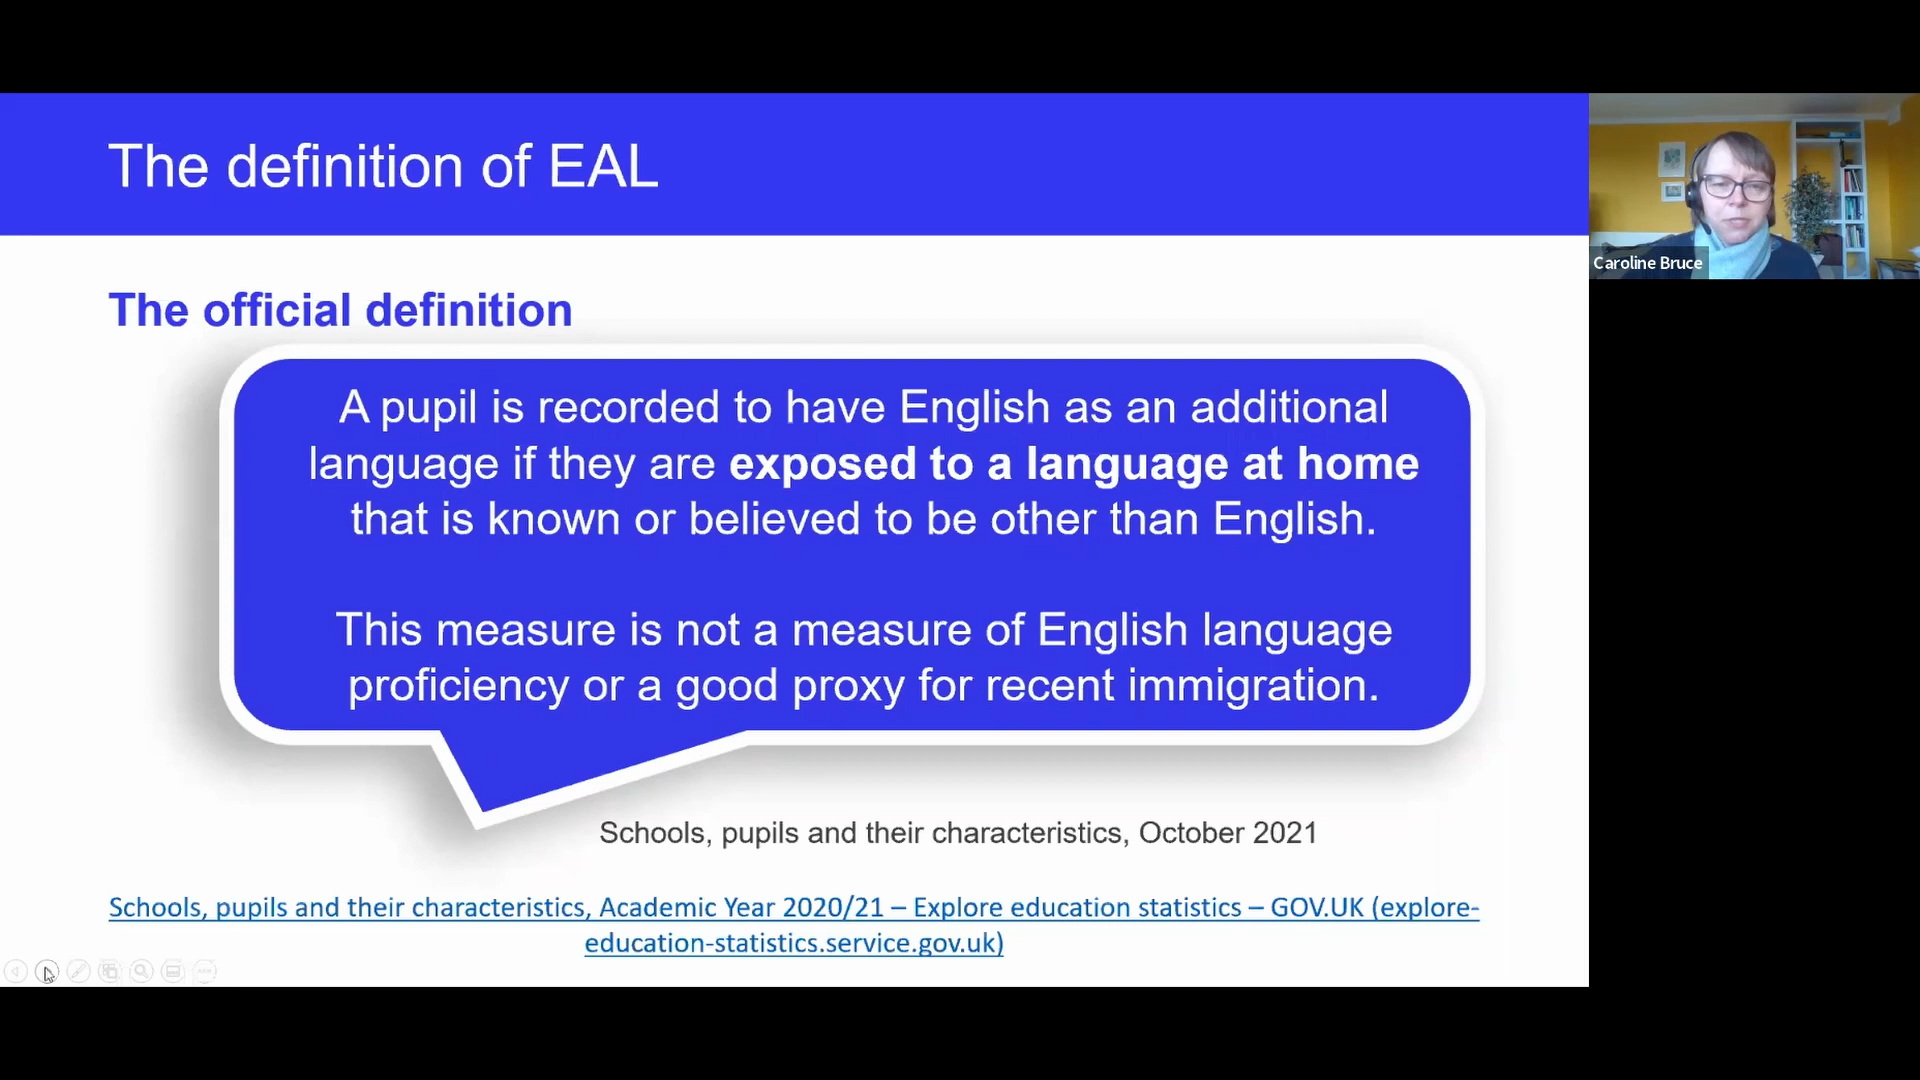 The definition of EAL
Caroline Bruce
The official definition
A pupil is recorded to have English as an additional
language if they are exposed to a language at home
that is known or believed to be other than English.
This measure is not a measure of English language
proficiency or a good proxy for recent immigration.
Schools, pupils and their characteristics, October 2021
Schools, pupils and their characteristics, Academic Year 2020/21 – Explore education statistics – GOV.UK (explore-
education-statistics.service.gov.uk)